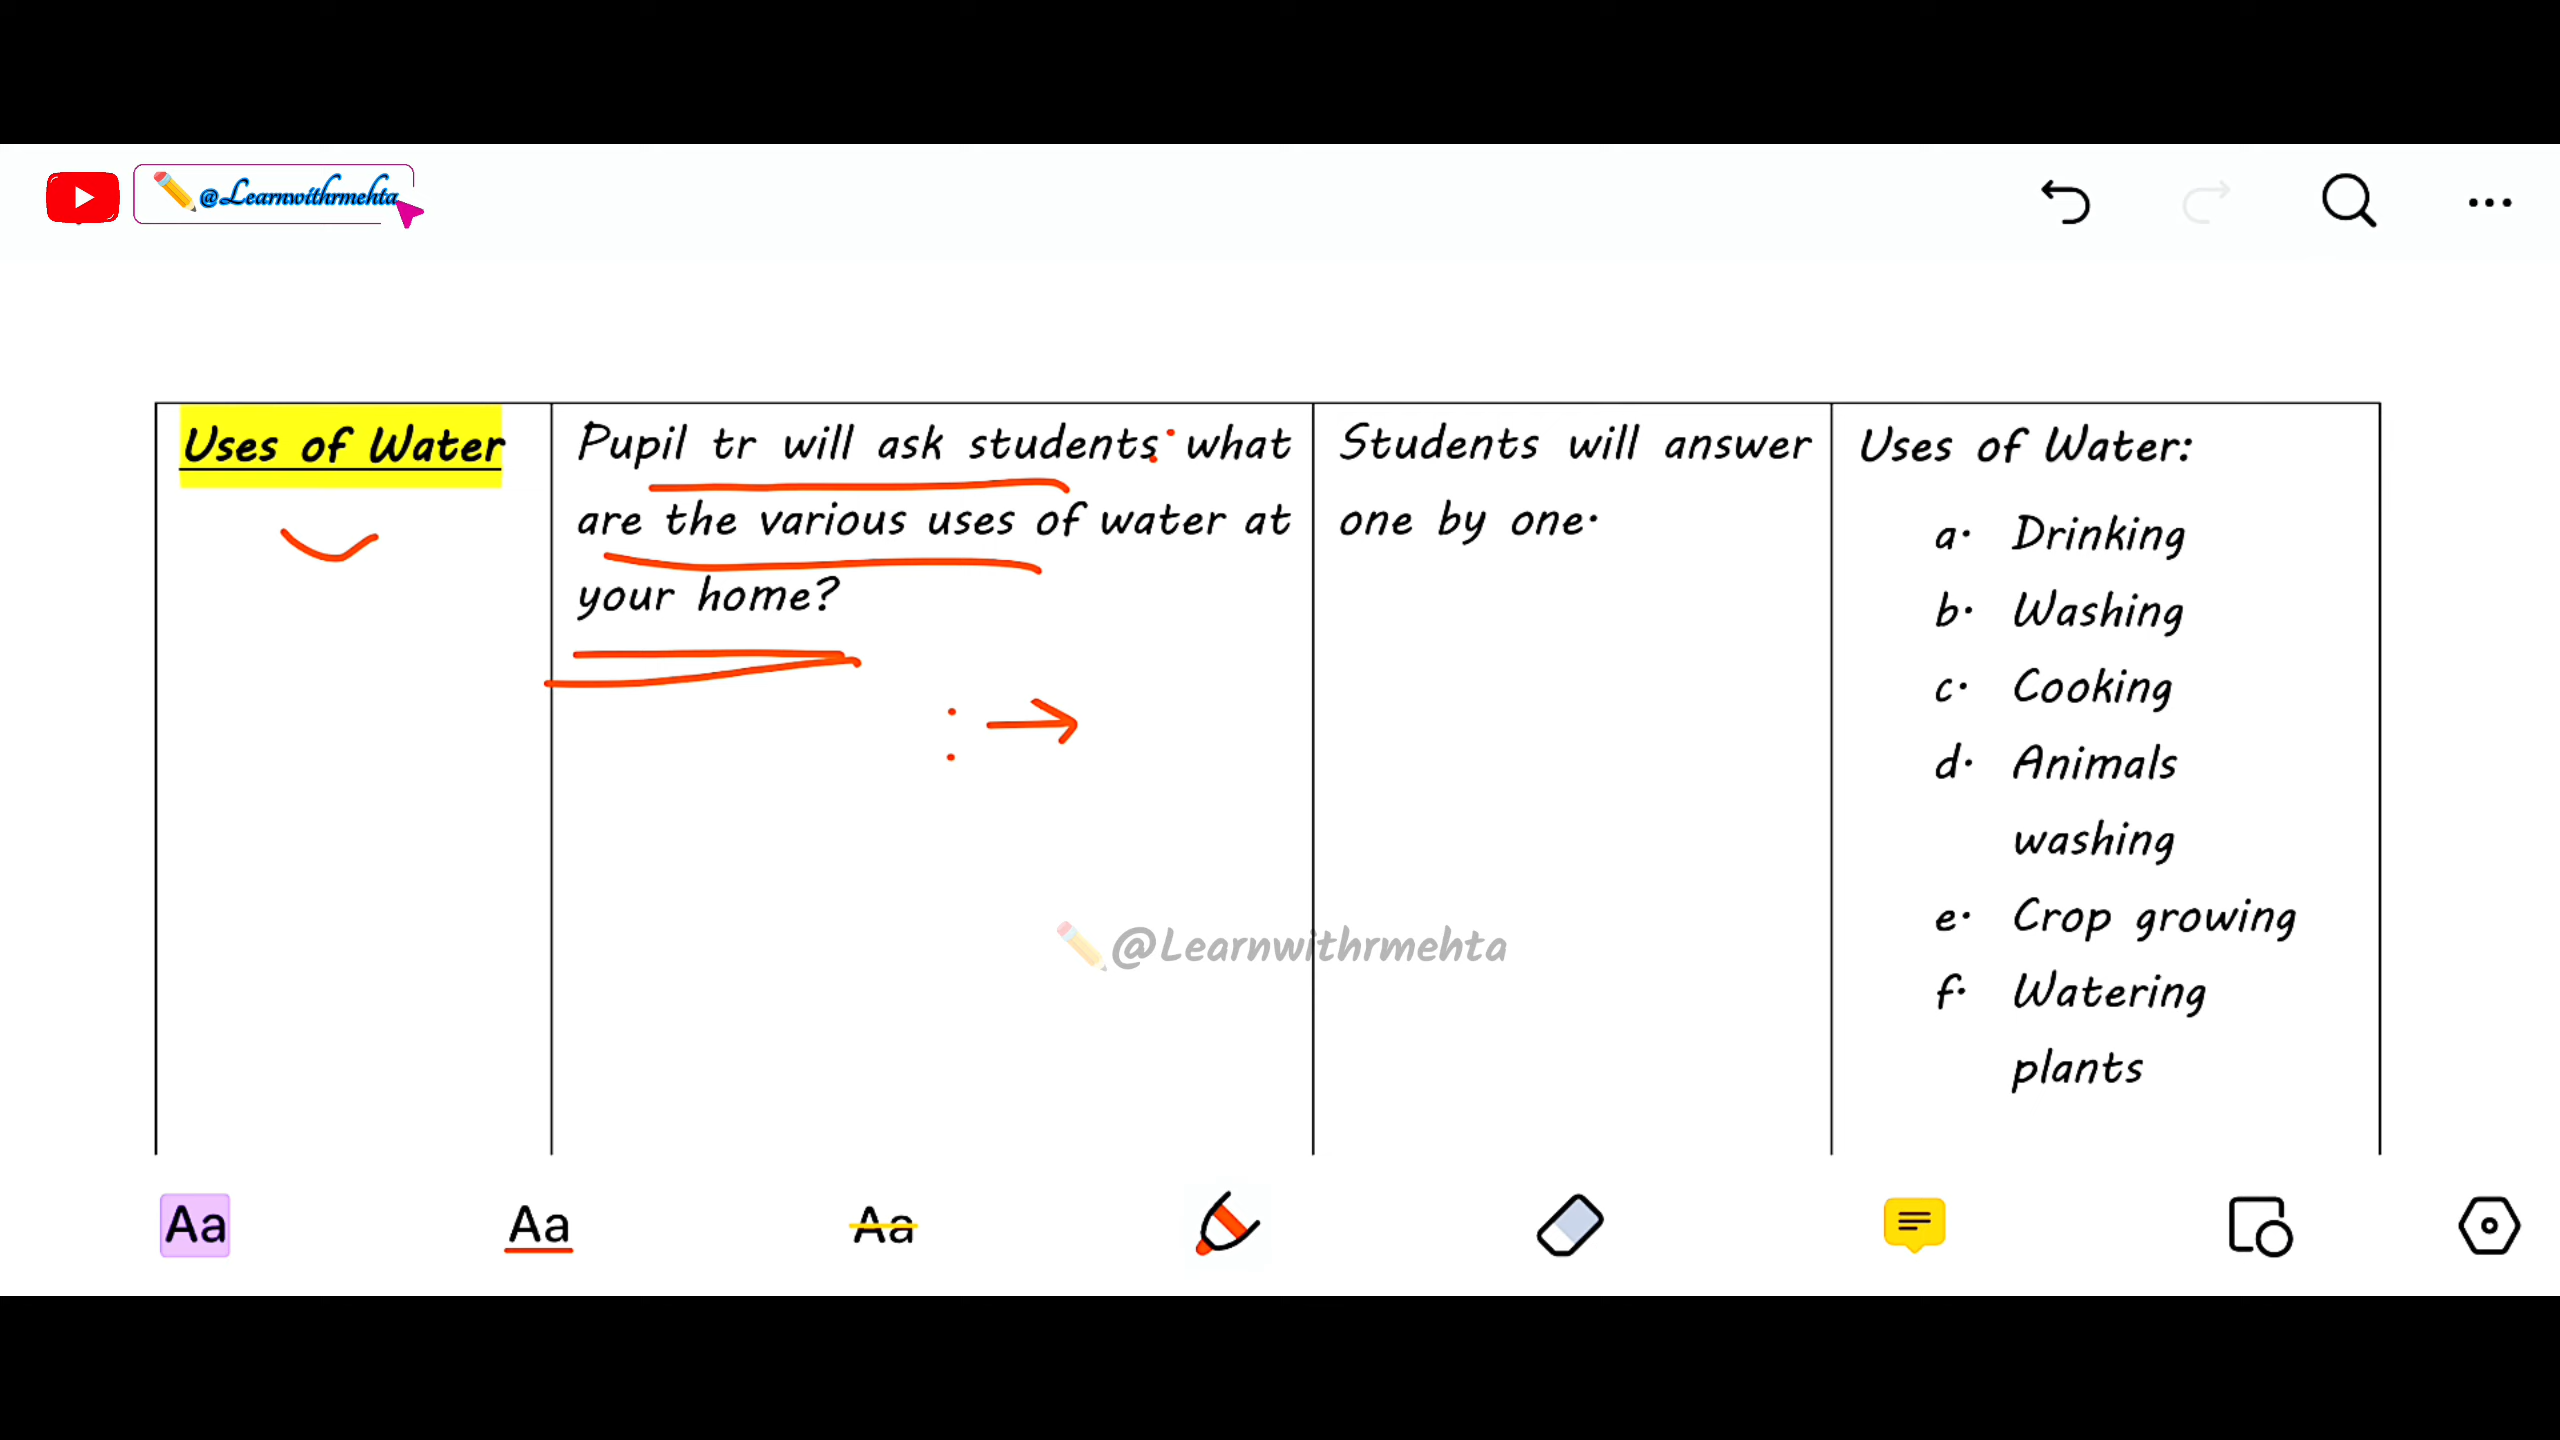 @Learnwithrmehta
Uses of Water
Pupil tr will ask students what
are the various uses of water at
your home?
Students will answer
one by one.
Uses of Water:
a. Drinking
b. Washing
c. Cooking
d. Animals
washing
e. Crop growing
f. Watering
plants
@Learnwithrmehta
Aa
Aa
Aa